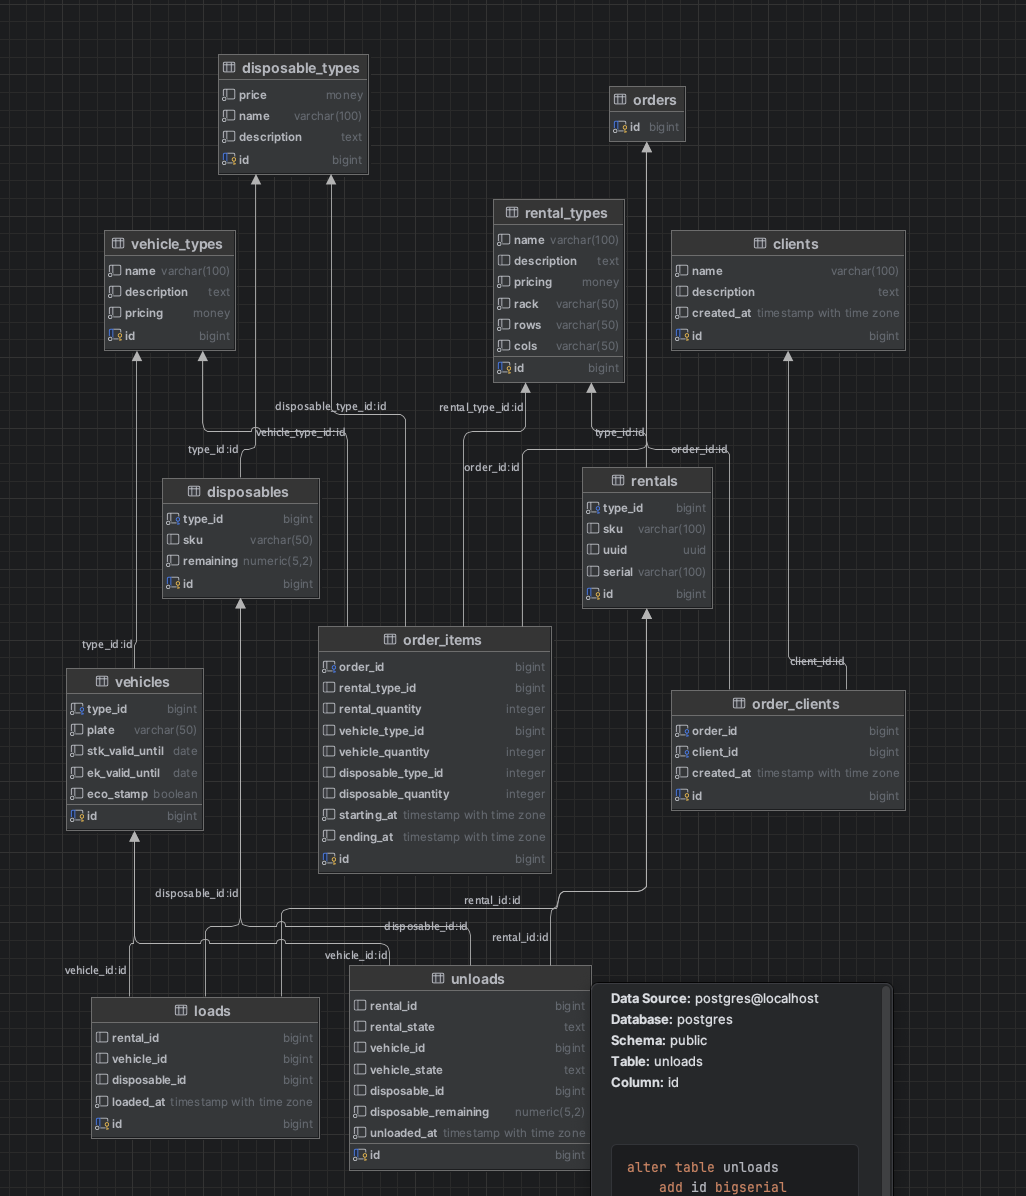 disposable_types
price money
name varchar(100)
description text
id bigint
orders
id bigint
rental_types
name varchar(100)
description text
pricing money
rack varchar(50)
rows varchar(50)
cols varchar(50)
id bigint
vehicle_types
name varchar(100)
description text
pricing money
id bigint
clients
name varchar(100)
description text
created_at timestamp with time zone
id bigint
disposable_type_id:id
rental_type_id:id
vehicle_type_id:id
type_id:id
type_id:id
order_id:id
order_id:id
disposables
type_id bigint
sku varchar(50)
remaining numeric(5,2)
id bigint
rentals
type_id bigint
sku varchar(100)
uuid uuid
serial varchar(100)
id bigint
type_id:id
order_items
order_id bigint
rental_type_id bigint
rental_quantity integer
vehicle_type_id bigint
vehicle_quantity integer
disposable_type_id integer
disposable_quantity integer
starting_at timestamp with time zone
ending_at timestamp with time zone
id bigint
client_id:id
vehicles
type_id bigint
plate varchar(50)
stk_valid_until date
ek_valid_until date
eco_stamp boolean
id bigint
order_clients
order_id bigint
client_id bigint
created_at timestamp with time zone
id bigint
disposable_id:id
rental_id:id
disposable_id:id
rental_id:id
vehicle_id:id
vehicle_id:id
loads
rental_id bigint
vehicle_id bigint
disposable_id bigint
loaded_at timestamp with time zone
id bigint
unloads
rental_id bigint
rental_state text
vehicle_id bigint
vehicle_state text
disposable_id bigint
disposable_remaining numeric(5,2)
unloaded_at timestamp with time zone
id bigint
Data Source: postgres@localhost
Database: postgres
Schema: public
Table: unloads
Column: id
alter table unloads
add id bigserial